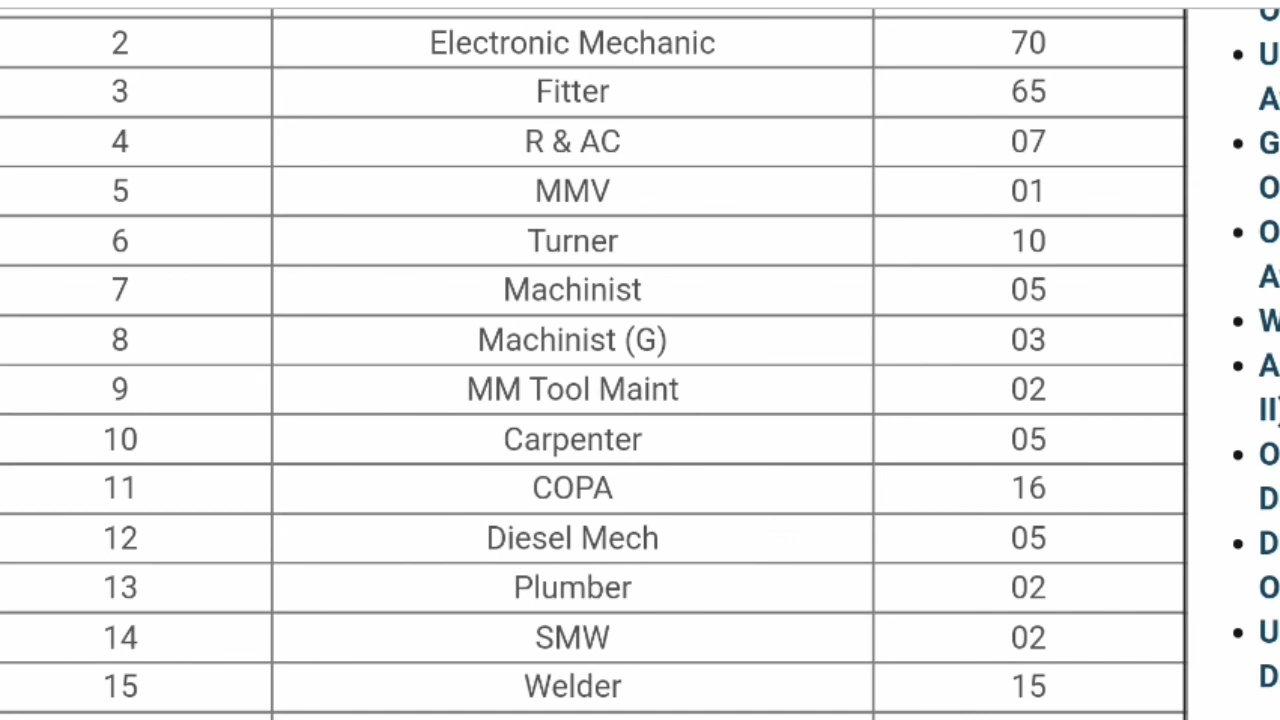 2 Electronic Mechanic 70
3 Fitter 65
4 R & AC 07
5 MMV 01
6 Turner 10
7 Machinist 05
8 Machinist (G) 03
9 MM Tool Maint 02
10 Carpenter 05
11 COPA 16
12 Diesel Mech 05
13 Plumber 02
14 SMW 02
15 Welder 15